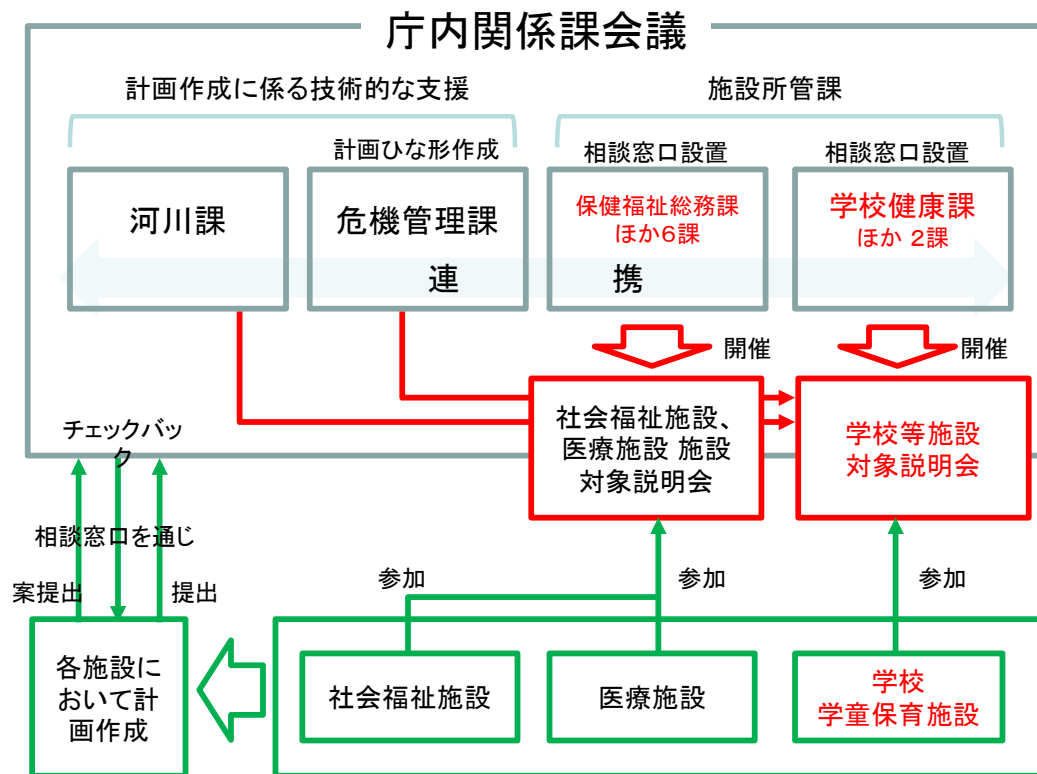 庁内関係課会議
計画作成に係る技術的な支援
施設所管課
計画ひな形作成
相談窓口設置
相談窓口設置
河川課
危機管理課
保健福祉総務課
ほか6課
学校健康課
ほか 2課
連
携
開催
開催
社会福祉施設、
医療施設 施設
対象説明会
学校等施設
対象説明会
チェックバッ
ク
相談窓口を通じ
案提出
提出
参加
参加
参加
各施設に
おいて計
画作成
社会福祉施設
医療施設
学校
学童保育施設